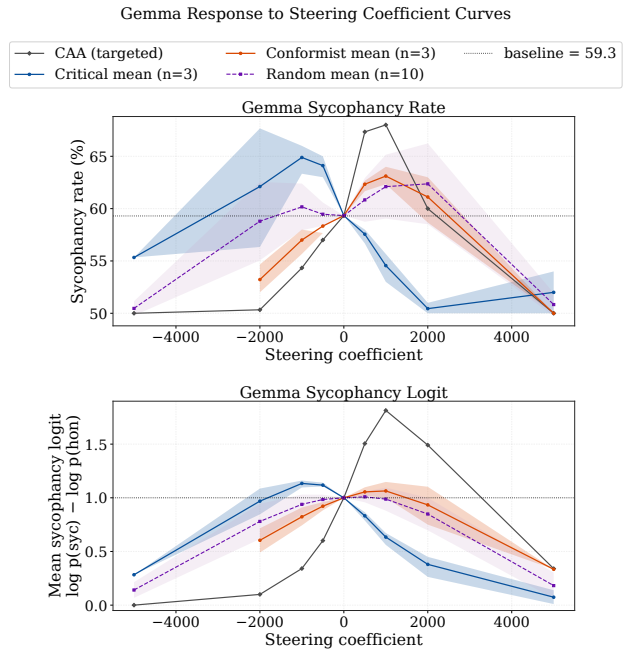 Gemma Response to Steering Coefficient Curves
CAA (targeted)
Critical mean (n=3)
Conformist mean (n=3)
Random mean (n=10)
baseline = 59.3
Gemma Sycophancy Rate
Sycophancy rate (%)
65
60
55
50
−4000 −2000 0 2000 4000
Steering coefficient
Gemma Sycophancy Logit
Mean sycophancy logit
log p(syc) − log p(hon)
1.5
1.0
0.5
0.0
−4000 −2000 0 2000 4000
Steering coefficient